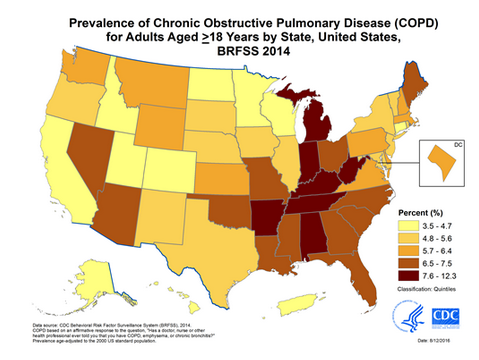 Prevalence of Chronic Obstructive Pulmonary Disease (COPD)
for Adults Aged >18 Years by State, United States,
BRFSS 2014
DC
Percent (%)
3.5 - 4.7
4.8 - 5.6
5.7 - 6.4
6.5 - 7.5
7.6 - 12.3
Classification: Quintiles
CDC
Data source: CDC Behavioral Risk Factor Surveillance System (BRFSS), 2014.
COPD based on an affirmative response to the question, "Has a doctor, nurse or other
health professional ever told you that you have COPD, emphysema, or chronic bronchitis?"
Prevalence age-adjusted to the 2000 US standard population.
Date: 8/12/2016